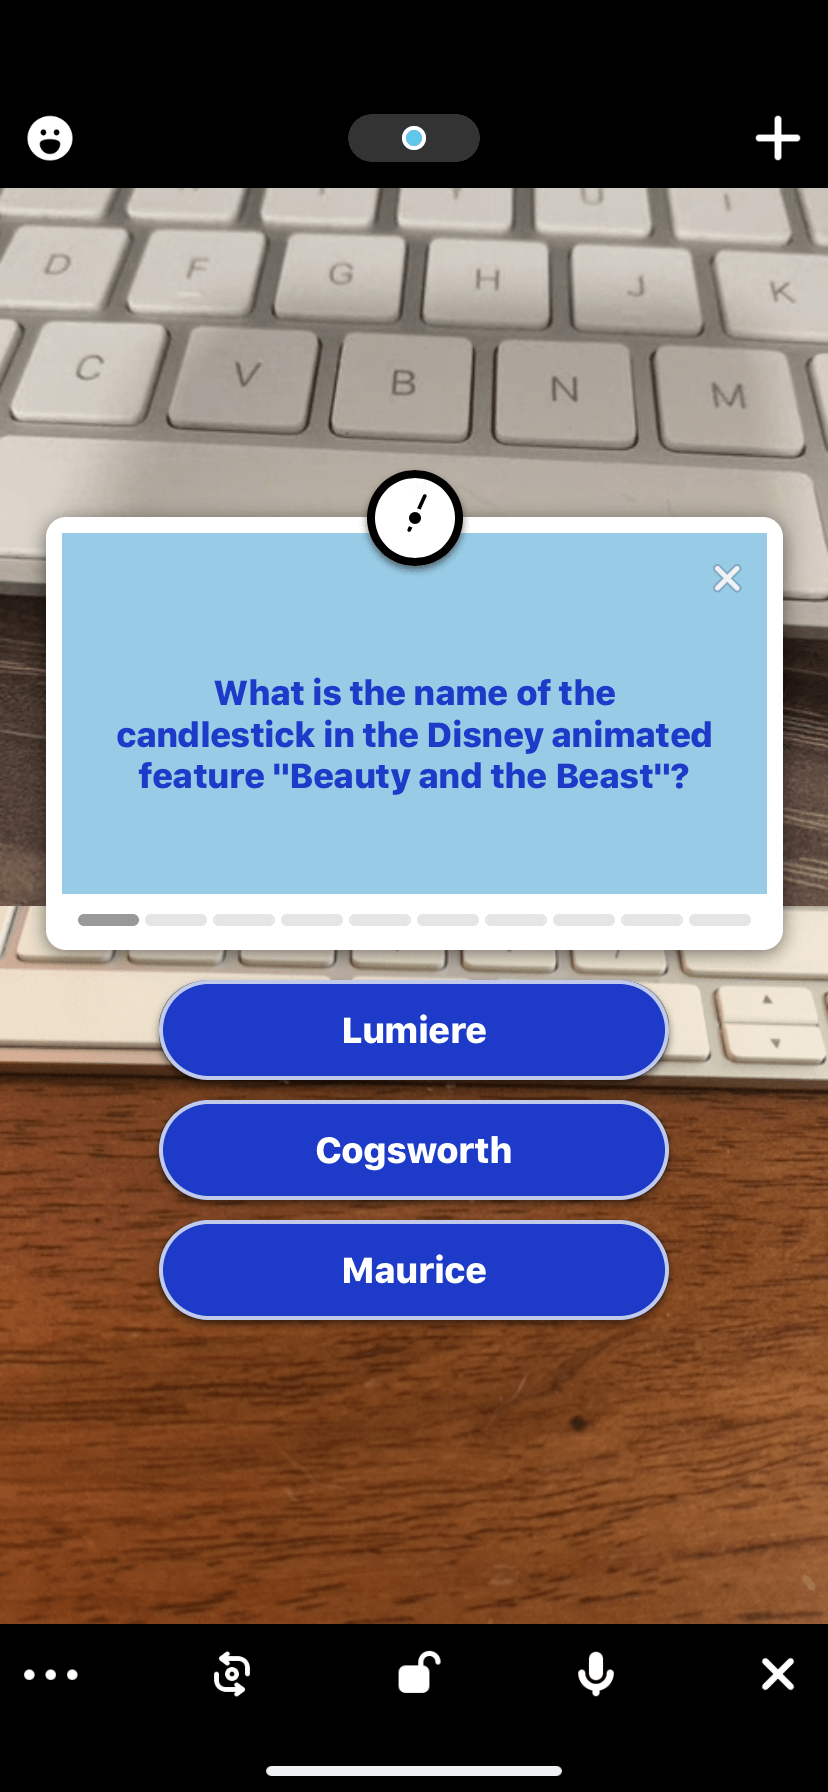 D F G H J K
C V B N M
What is the name of the
candlestick in the Disney animated
feature "Beauty and the Beast"?
Lumiere
Cogsworth
Maurice